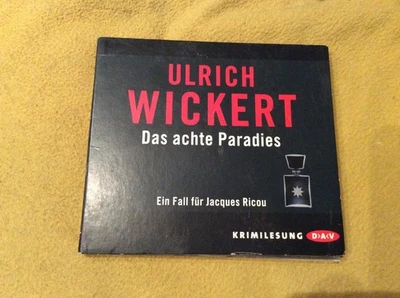 ULRICH
WICKERT
Das achte Paradies
Ein Fall für Jacques Ricou
KRIMILESUNG D>A<V